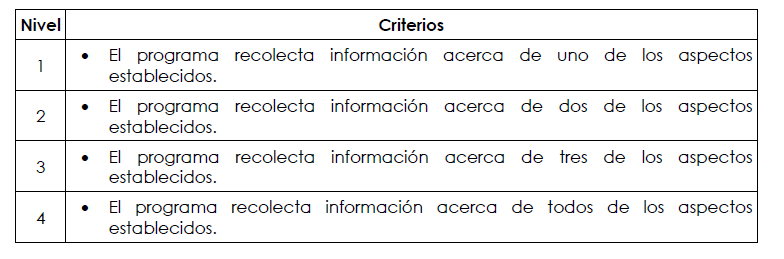 Nivel Criterios
1 • El programa recolecta información acerca de uno de los aspectos
establecidos.
2 • El programa recolecta información acerca de dos de los aspectos
establecidos.
3 • El programa recolecta información acerca de tres de los aspectos
establecidos.
4 • El programa recolecta información acerca de todos de los aspectos
establecidos.